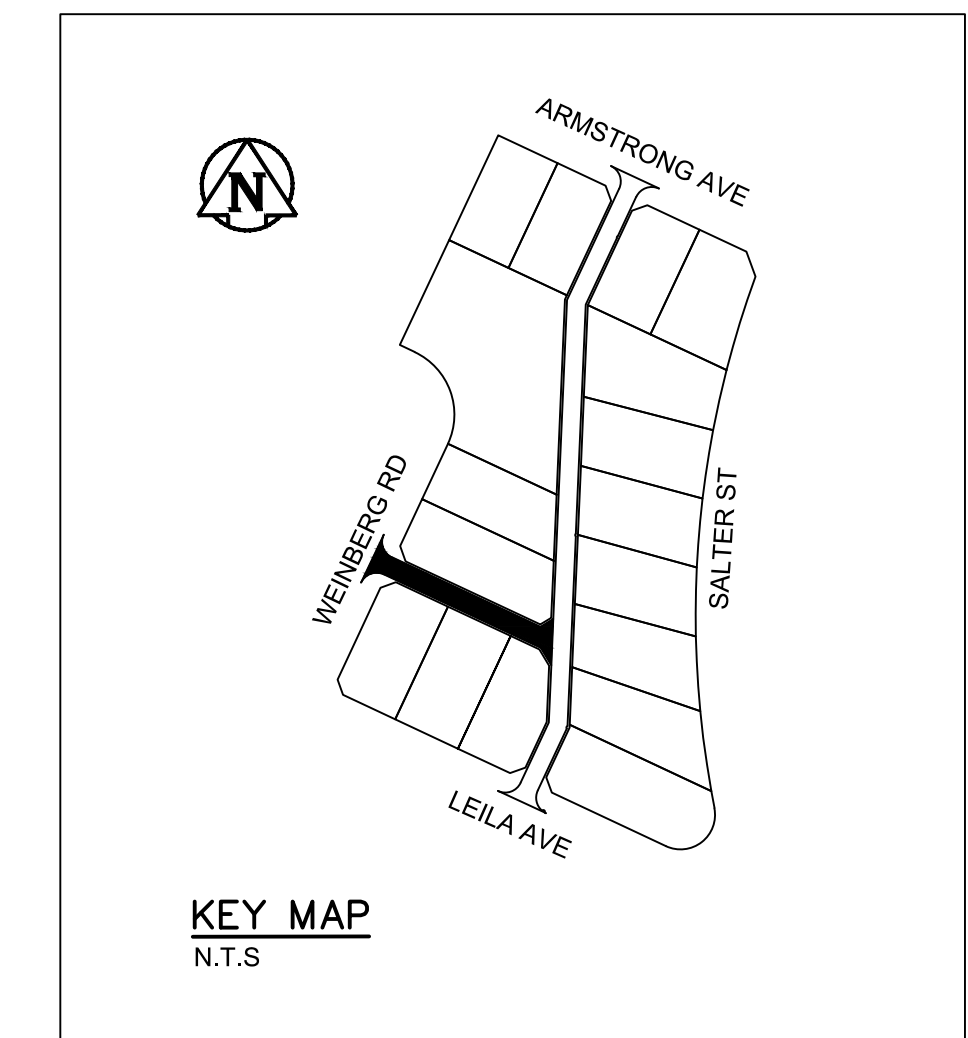 ARMSTRONG AVE
N
WEINBERG RD
SALTER ST
LEILA AVE
KEY MAP
N.T.S